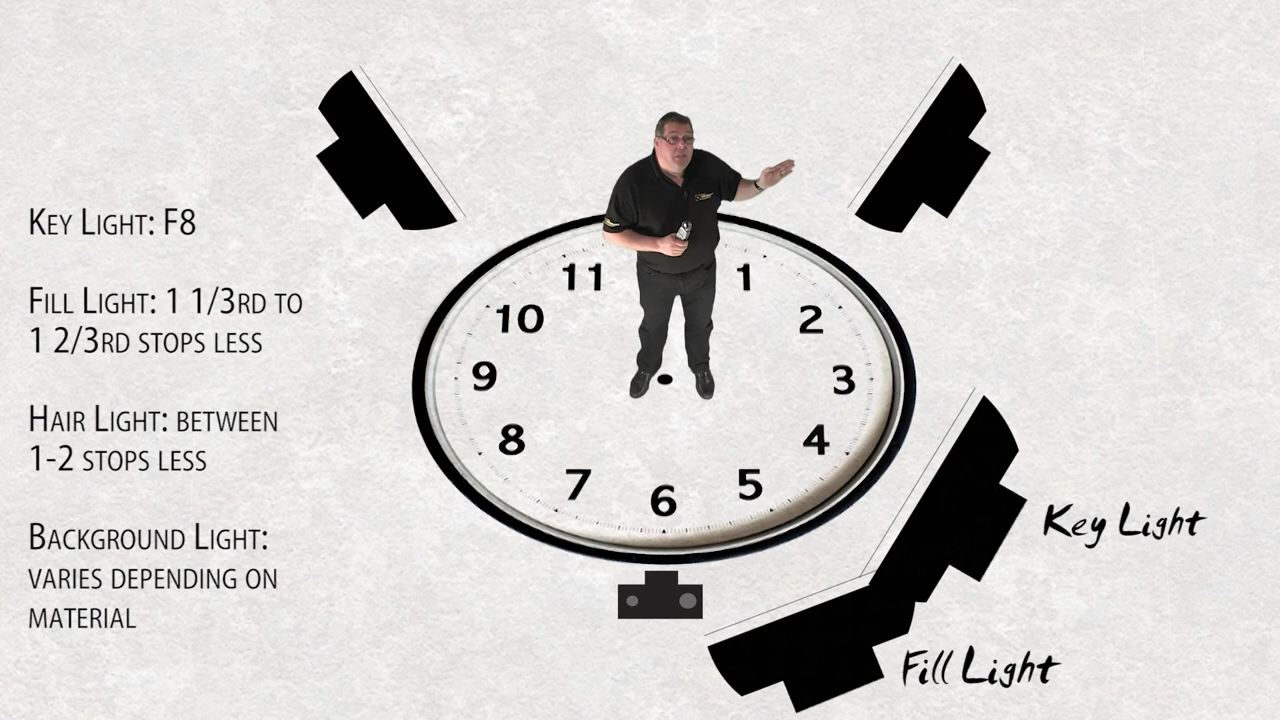 Key Light: F8
Fill Light: 1 1/3rd to
1 2/3rd stops less
Hair Light: between
1-2 stops less
Background Light:
varies depending on
material
11
1
10
2
9
3
8
4
7
5
6
Key Light
Fill Light